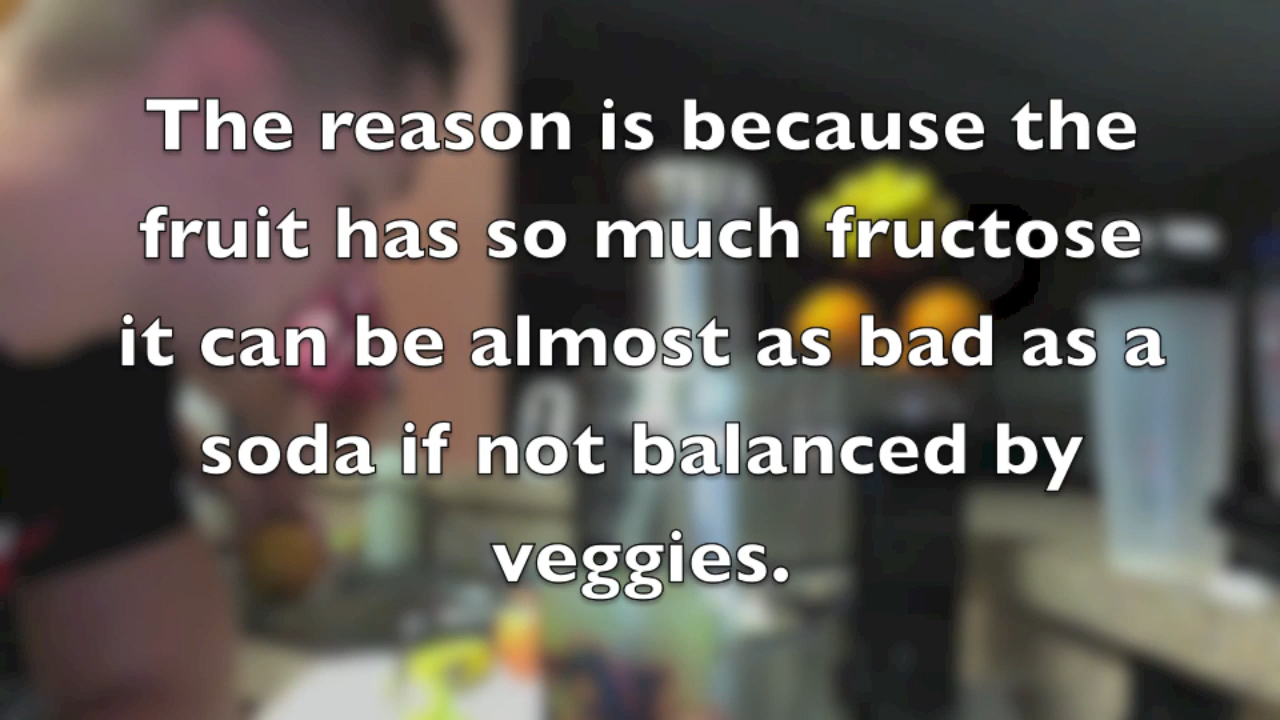 The reason is because the
fruit has so much fructose
it can be almost as bad as a
soda if not balanced by
veggies.